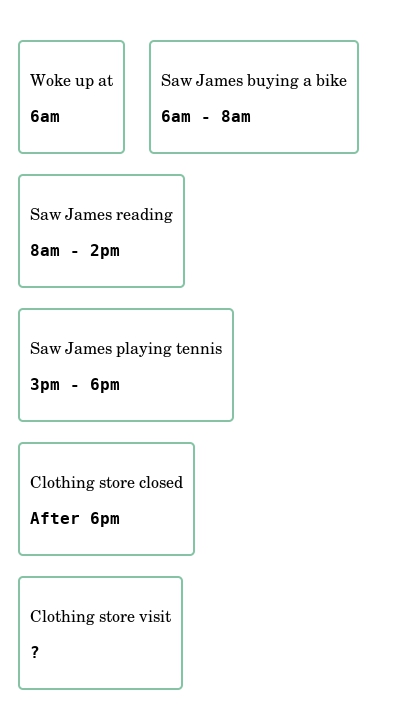 Woke up at
6am
Saw James buying a bike
6am - 8am
Saw James reading
8am - 2pm
Saw James playing tennis
3pm - 6pm
Clothing store closed
After 6pm
Clothing store visit
?